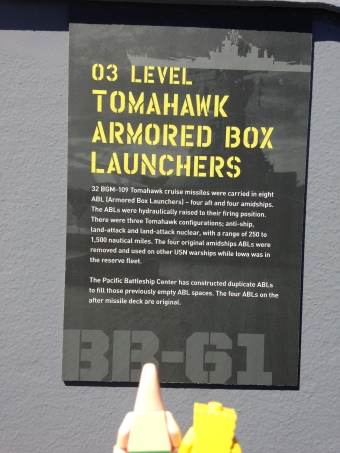 03 LEVEL
TOMAHAWK
ARMORED BOX
LAUNCHERS
32 BGM-109 Tomahawk cruise missiles were carried in eight
ABL (Armored Box Launchers) – four aft and four amidships.
The ABLs were hydraulically raised to their firing position.
There were three Tomahawk configurations; anti-ship,
land-attack and land-attack nuclear, with a range of 250 to
1,500 nautical miles. The four original amidships ABLs were
removed and used on other USN warships while Iowa was in
the reserve fleet.
The Pacific Battleship Center has constructed duplicate ABLs
to fill those previously empty ABL spaces. The four ABLs on the
after missile deck are original.
BB-61